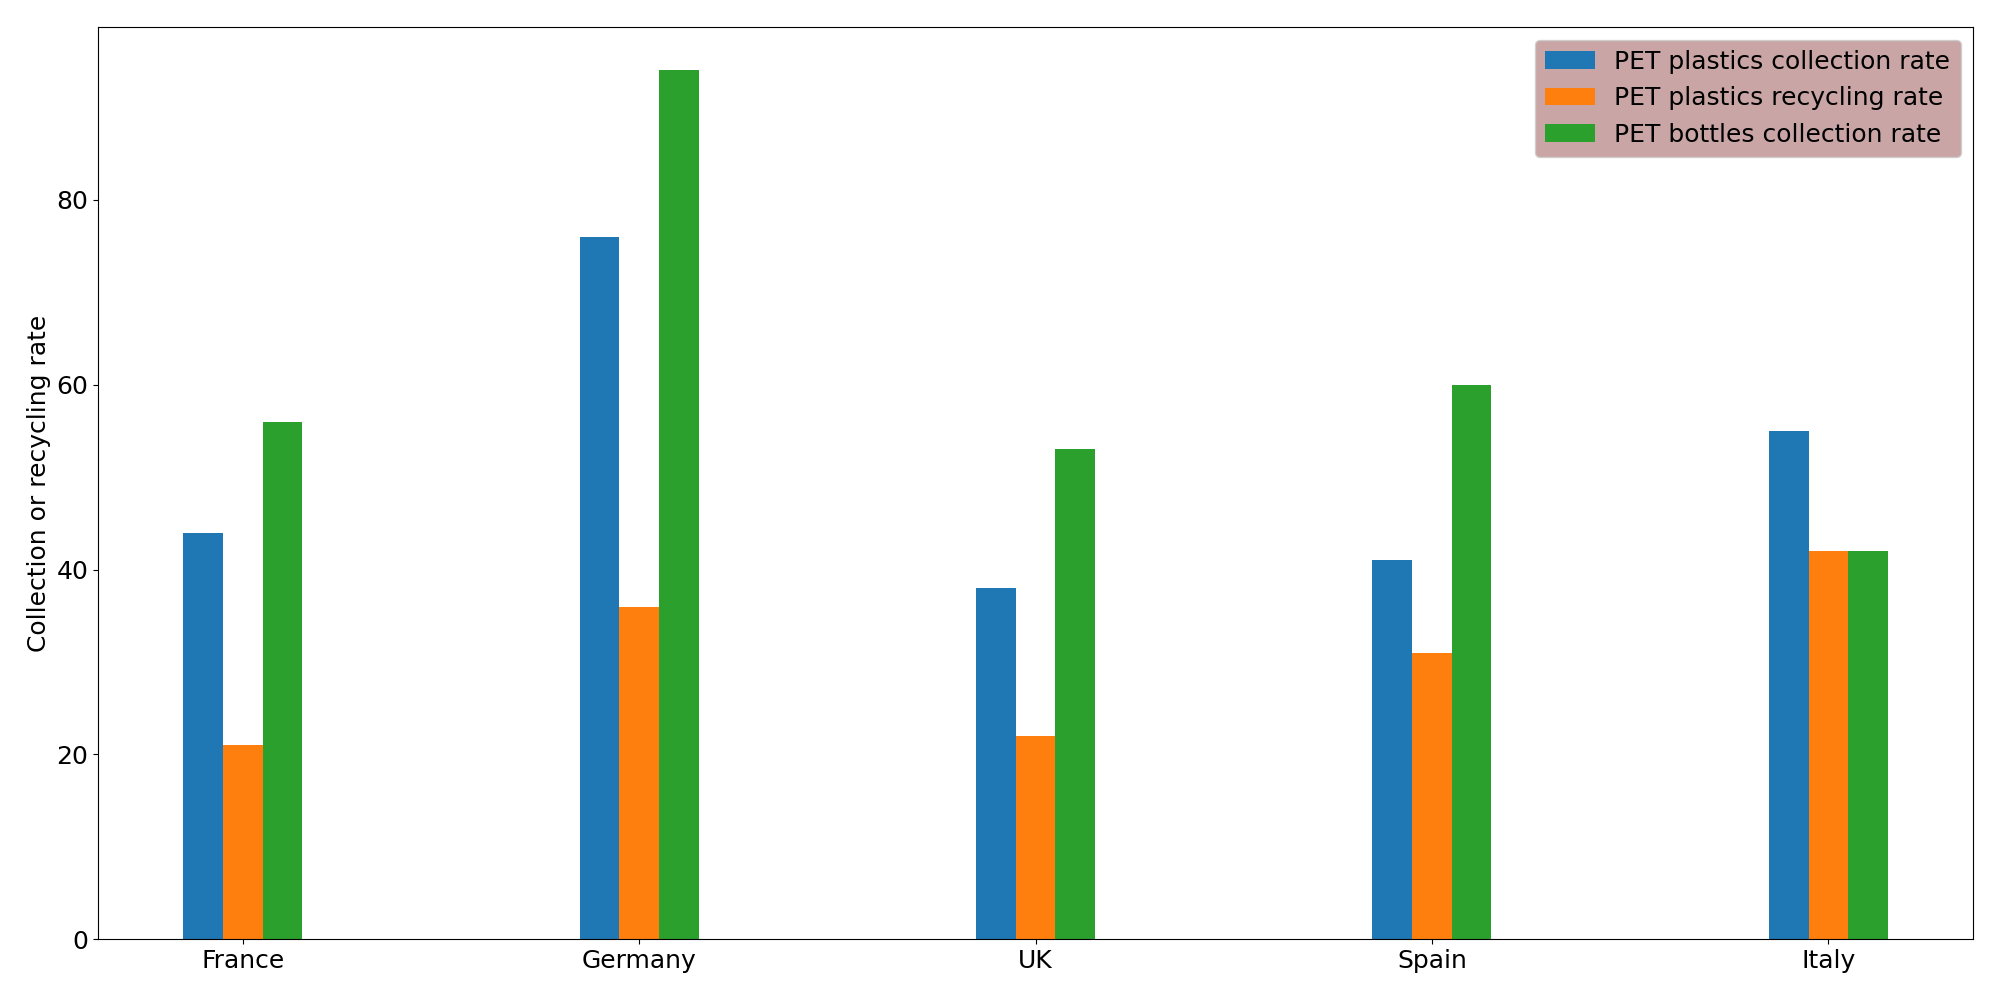 PET plastics collection rate
PET plastics recycling rate
PET bottles collection rate
Collection or recycling rate
80
60
40
20
0
France Germany UK Spain Italy